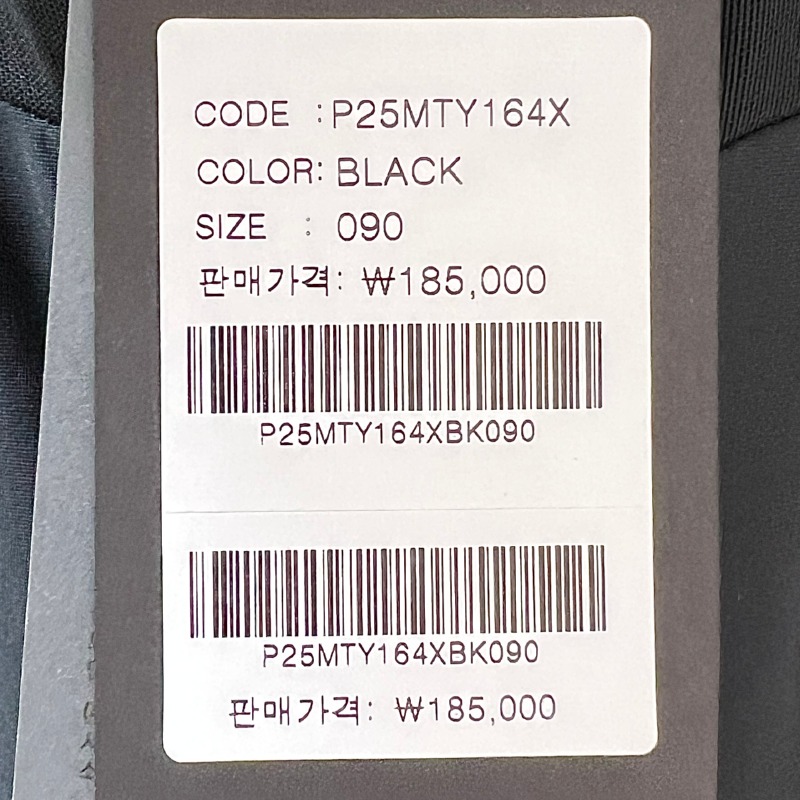 CODE :P25MTY164X
COLOR: BLACK
SIZE : 090
판매가격: ₩185,000
P25MTY164XBK090
P25MTY164XBK090
판매가격: ₩185,000